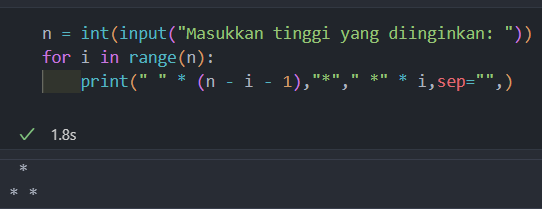 n = int(input("Masukkan tinggi yang diinginkan: "))
for i in range(n):
    print(" " * (n - i - 1),"*"," *" * i,sep="",)
✓ 1.8s
 *
* *